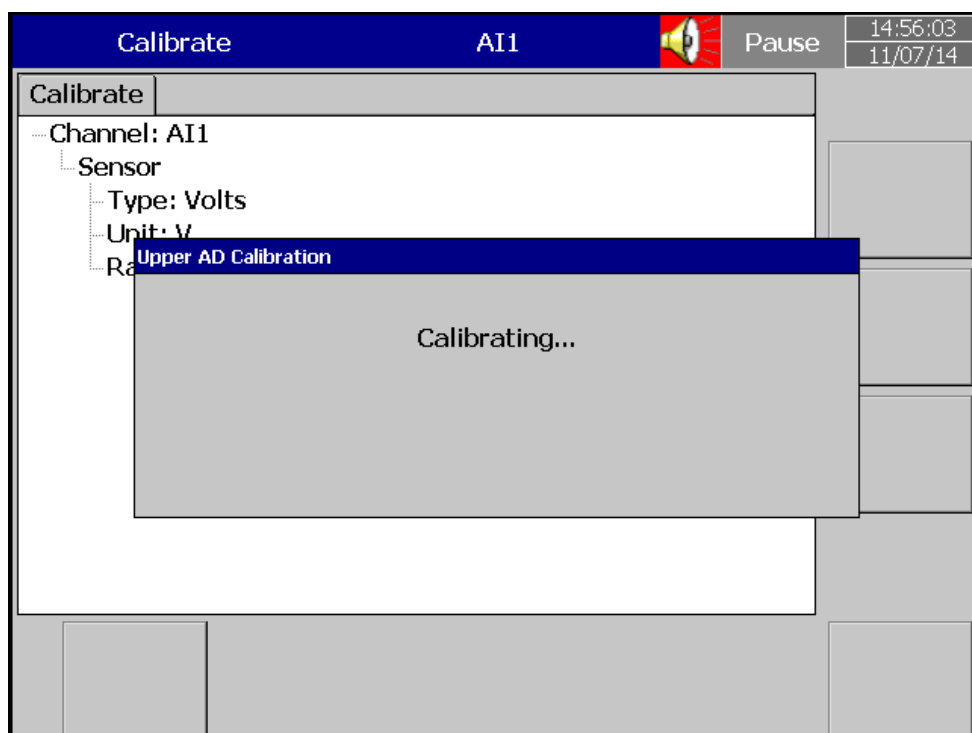 Calibrate AI1 Pause 14:56:03
11/07/14
Calibrate
Channel: AI1
Sensor
Type: Volts
Unit: V
Upper AD Calibration
Calibrating...